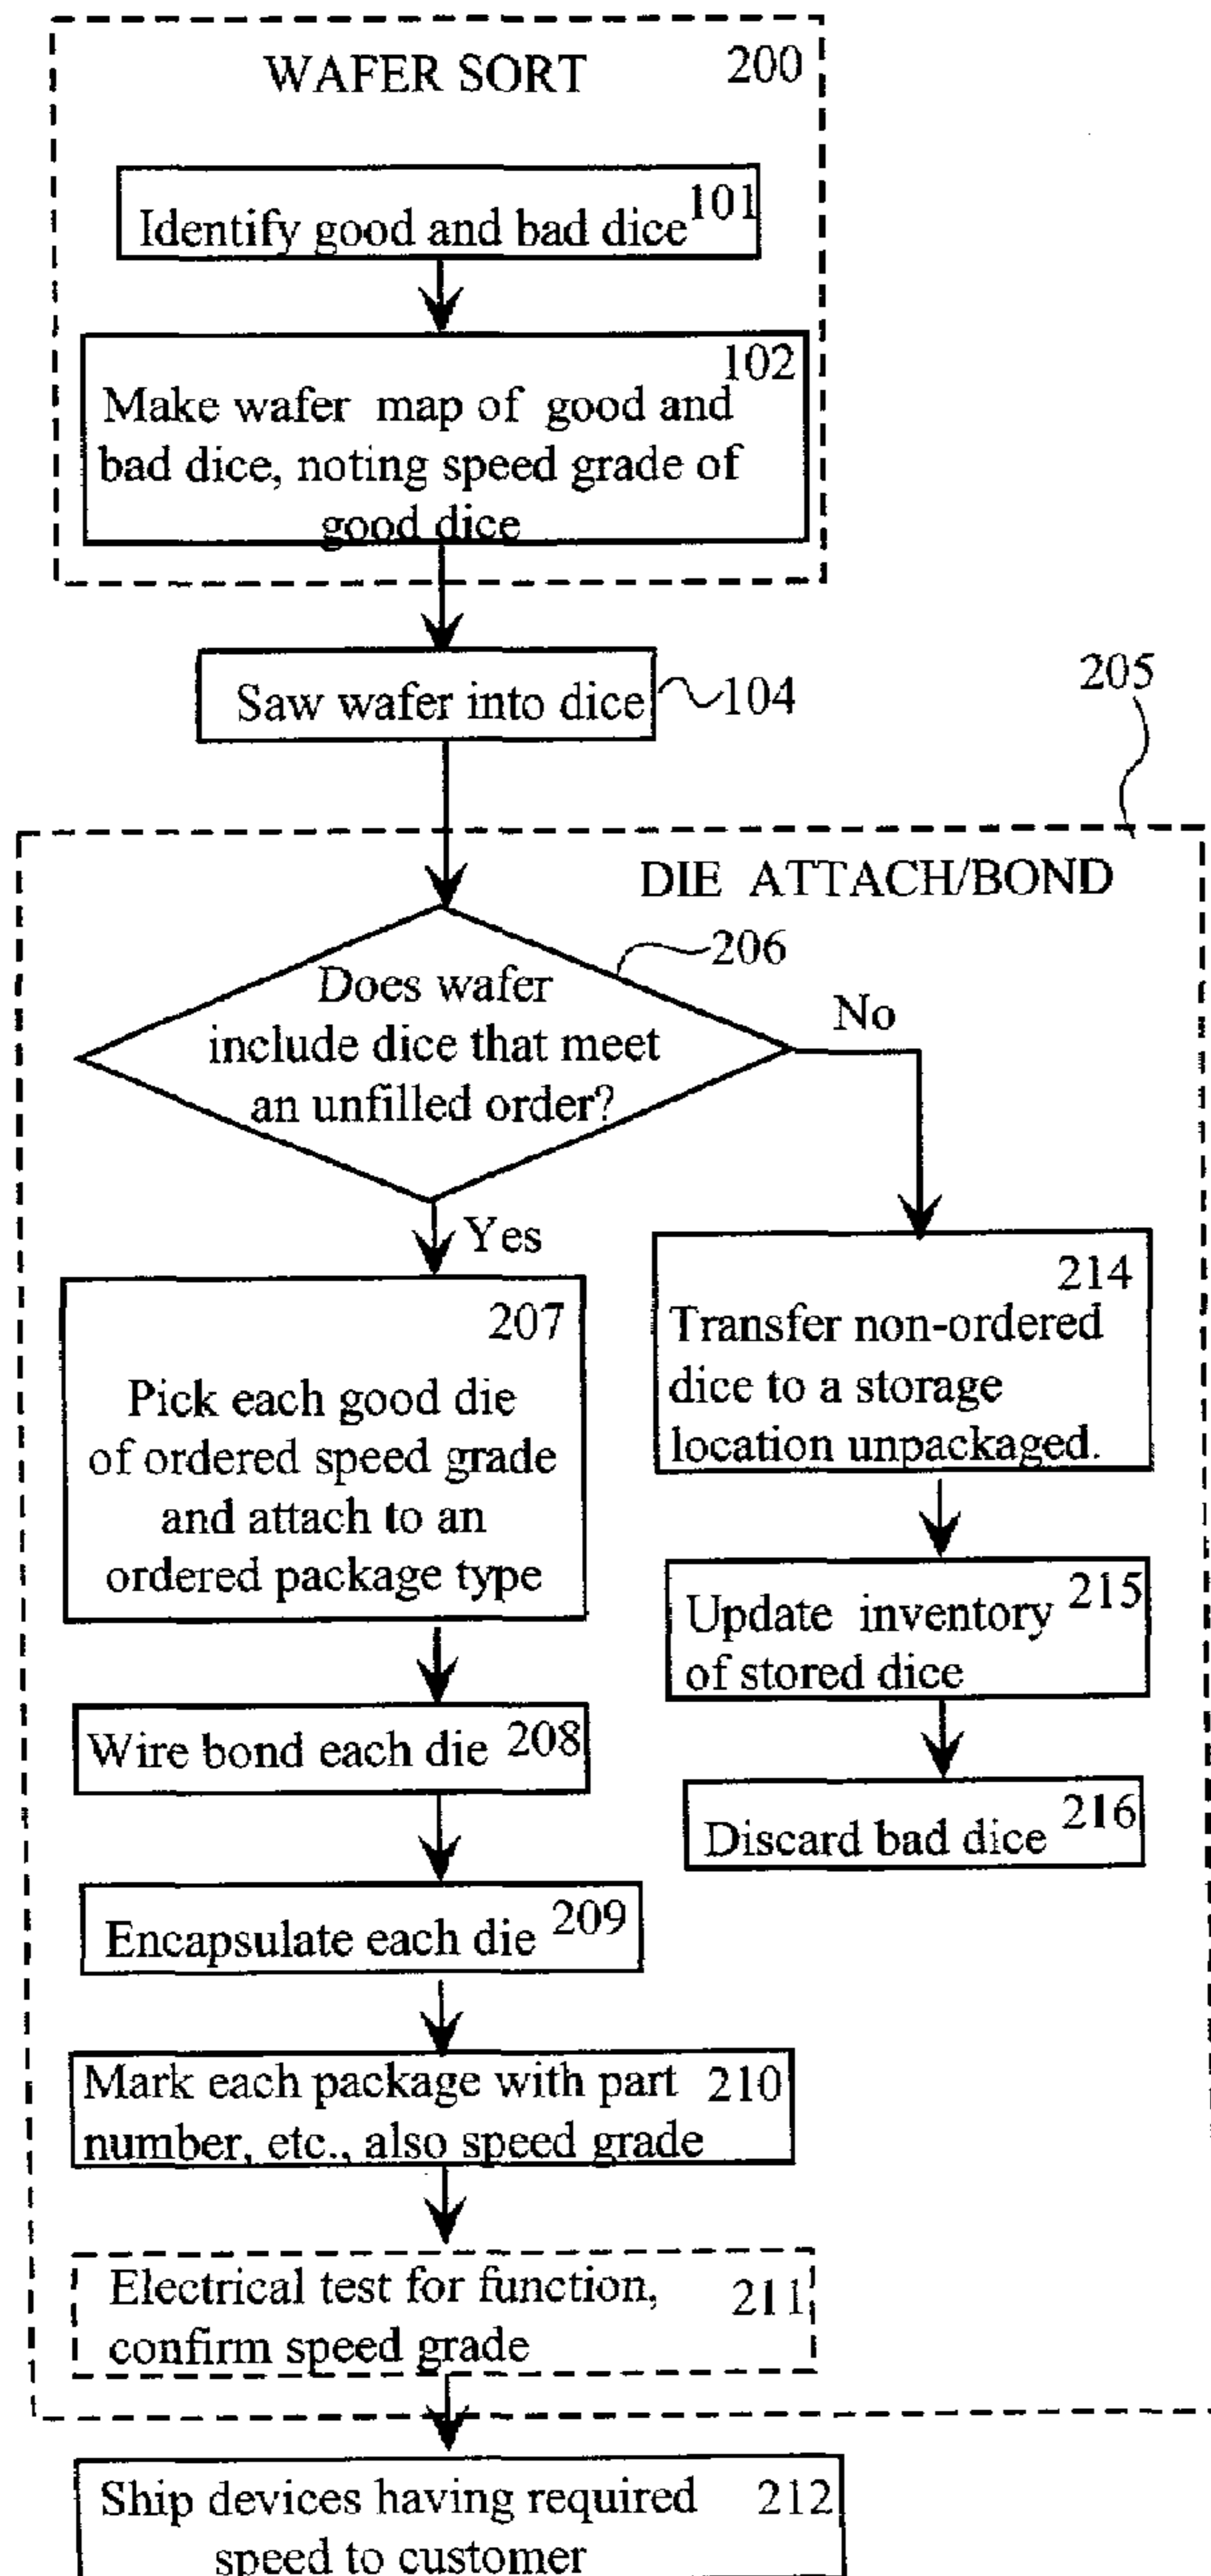 WAFER SORT 200
Identify good and bad dice 101
102
Make wafer map of good and
bad dice, noting speed grade of
good dice
Saw wafer into dice 104
205
DIE ATTACH/BOND
206
Does wafer
include dice that meet
an unfilled order?
No
Yes
207
Pick each good die
of ordered speed grade
and attach to an
ordered package type
214
Transfer non-ordered
dice to a storage
location unpackaged.
Update inventory 215
of stored dice
Wire bond each die 208
Discard bad dice 216
Encapsulate each die 209
Mark each package with part 210
number, etc., also speed grade
Electrical test for function, 211
confirm speed grade
Ship devices having required 212
speed to customer